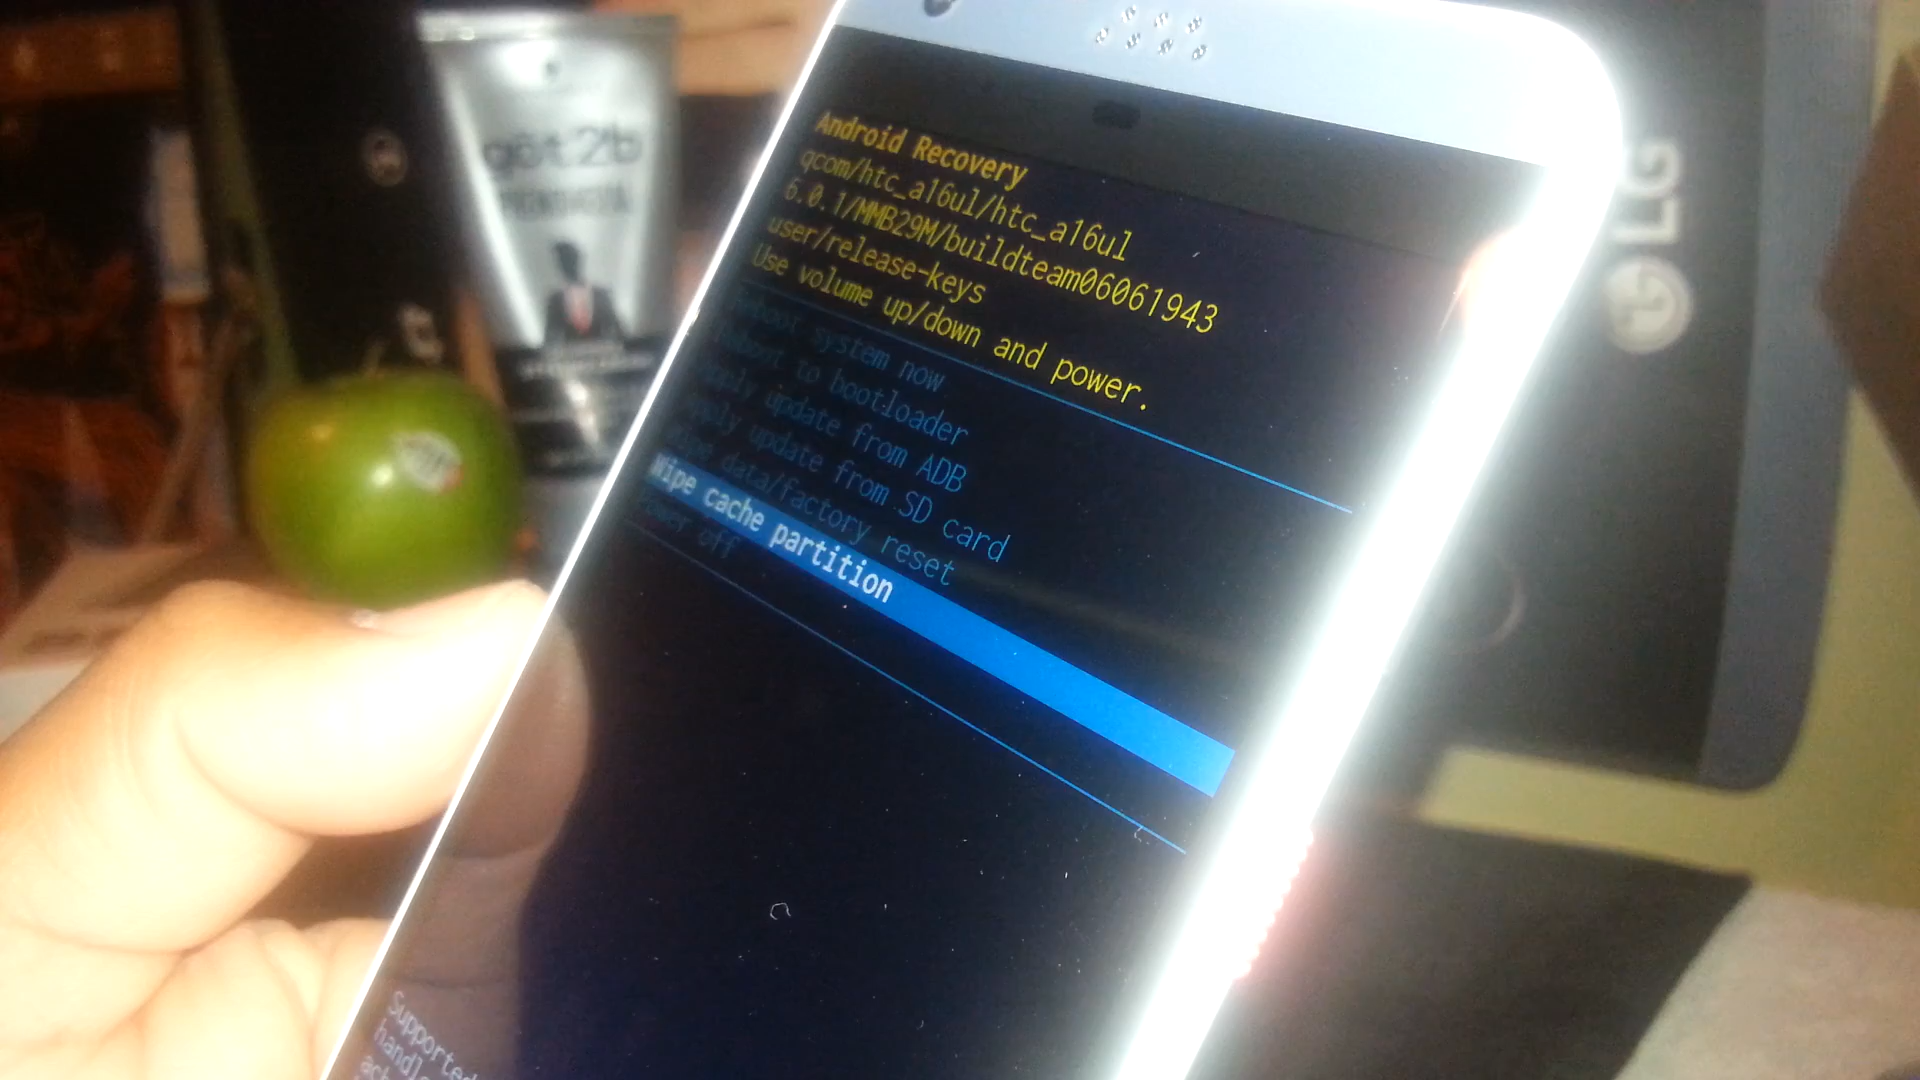 Android Recovery
qcom/htc_a16ul/htc_a16ul
6.0.1/MMB29M/buildteam06061943
user/release-keys
Use volume up/down and power.
Reboot system now
Reboot to bootloader
Apply update from ADB
Apply update from SD card
Wipe data/factory reset
Wipe cache partition
Power off
Supported
got2b
LG